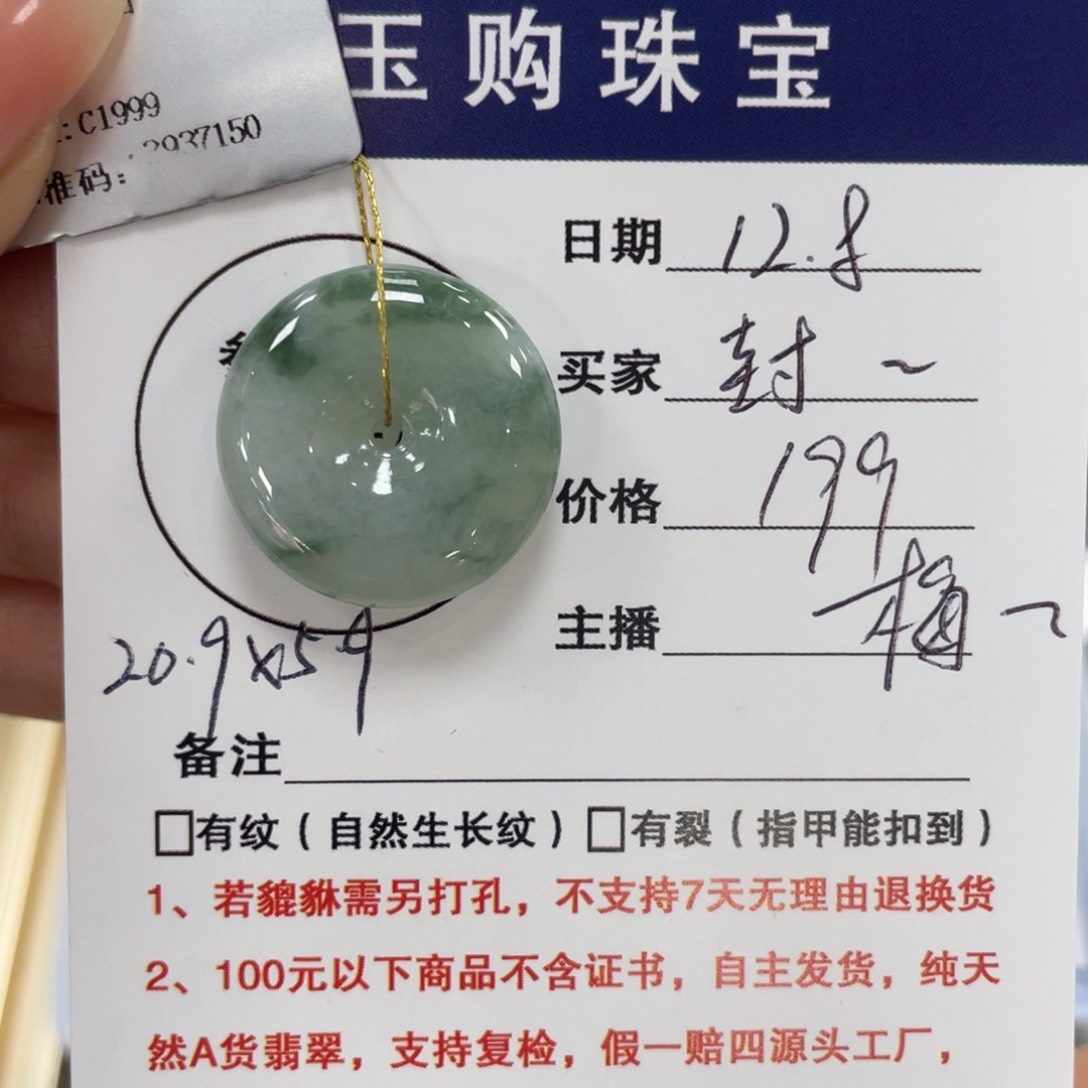 玉购珠宝
:C1999
准码: 2937150
日期 12.8
买家 封~
价格 199
主播 梅~
20.9x5.9
备注
□有纹（自然生长纹）□有裂（指甲能扣到）
1、若貔貅需另打孔，不支持7天无理由退换货
2、100元以下商品不含证书，自主发货，纯天
然A货翡翠，支持复检，假一赔四源头工厂，